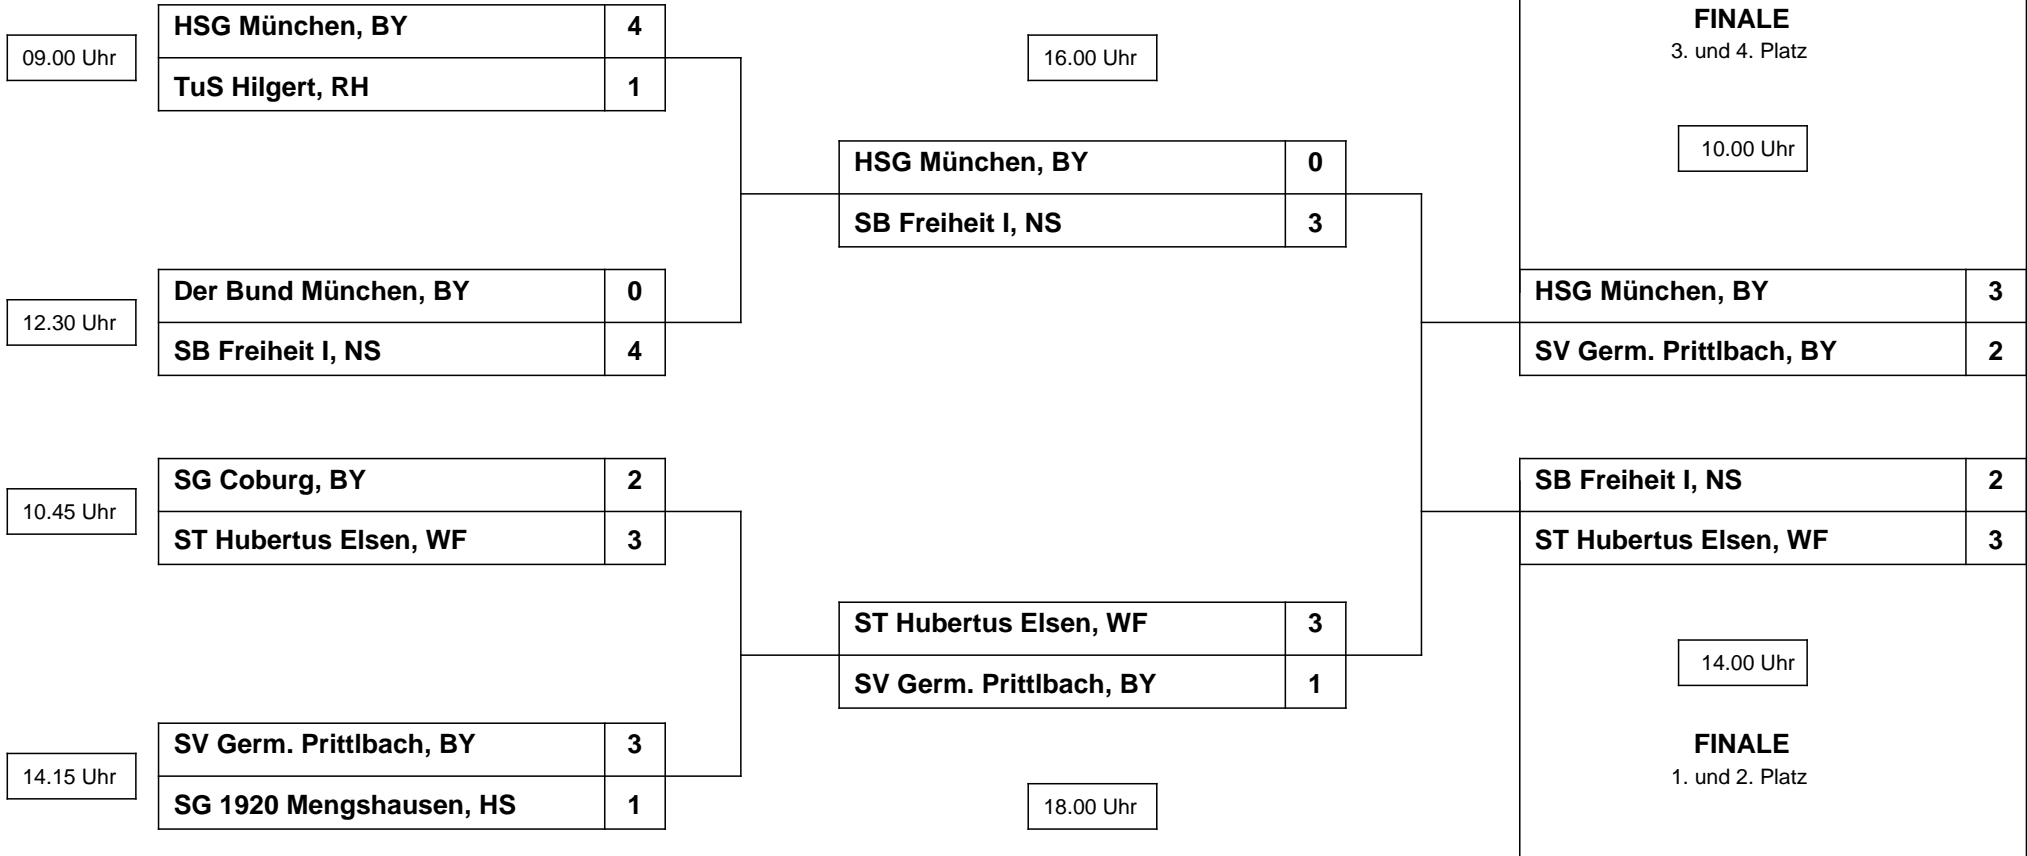 09.00 Uhr
HSG München, BY 4
TuS Hilgert, RH 1
12.30 Uhr
Der Bund München, BY 0
SB Freiheit I, NS 4
10.45 Uhr
SG Coburg, BY 2
ST Hubertus Elsen, WF 3
14.15 Uhr
SV Germ. Prittlbach, BY 3
SG 1920 Mengshausen, HS 1
16.00 Uhr
HSG München, BY 0
SB Freiheit I, NS 3
ST Hubertus Elsen, WF 3
SV Germ. Prittlbach, BY 1
18.00 Uhr
FINALE
3. und 4. Platz
10.00 Uhr
HSG München, BY 3
SV Germ. Prittlbach, BY 2
SB Freiheit I, NS 2
ST Hubertus Elsen, WF 3
14.00 Uhr
FINALE
1. und 2. Platz